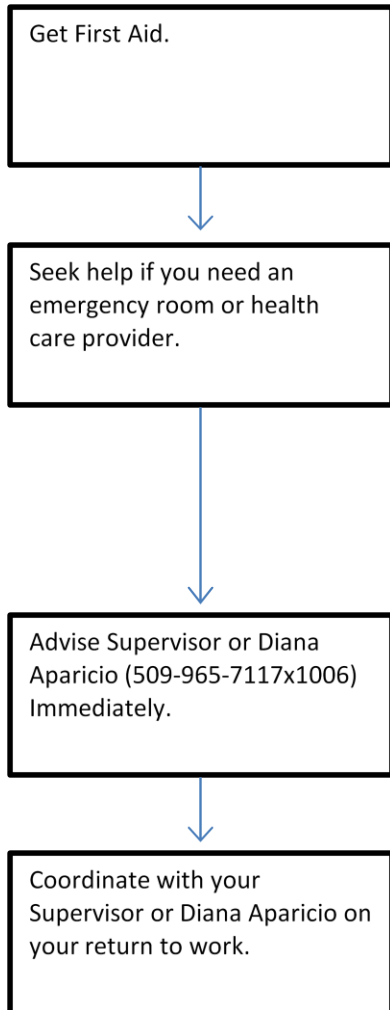 Get First Aid.
Seek help if you need an
emergency room or health
care provider.
Advise Supervisor or Diana
Aparicio (509-965-7117x1006)
Immediately.
Coordinate with your
Supervisor or Diana Aparicio on
your return to work.